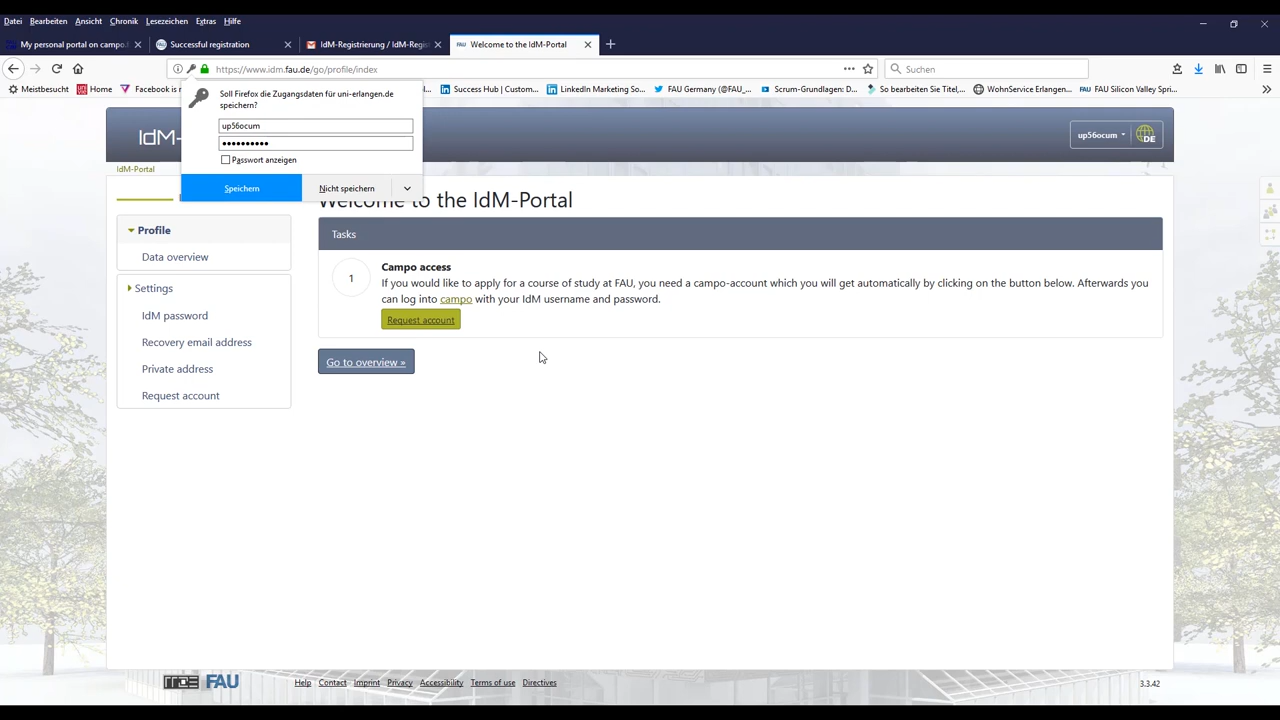 Datei Bearbeiten Ansicht Chronik Lesezeichen Extras Hilfe
My personal portal on campo.f
Successful registration
IdM-Registrierung / IdM-Regist
FAU Welcome to the IdM-Portal
https://www.idm.fau.de/go/profile/index
Suchen
Meistbesucht
Home
Facebook is r
Success Hub | Custom...
LinkedIn Marketing So...
FAU Germany (@FAU_...
Scrum-Grundlagen: D...
So bearbeiten Sie Titel,...
WohnService Erlangen...
FAU FAU Silicon Valley Spri...
Soll Firefox die Zugangsdaten für uni-erlangen.de
speichern?
up56ocum
Passwort anzeigen
Speichern
Nicht speichern
IdM-
up56ocum
DE
IdM-Portal
Welcome to the IdM-Portal
Profile
Data overview
Settings
IdM password
Recovery email address
Private address
Request account
Tasks
1
Campo access
If you would like to apply for a course of study at FAU, you need a campo-account which you will get automatically by clicking on the button below. Afterwards you
can log into campo with your IdM username and password.
Request account
Go to overview »
rrze FAU
Help Contact Imprint Privacy Accessibility Terms of use Directives
3.3.42